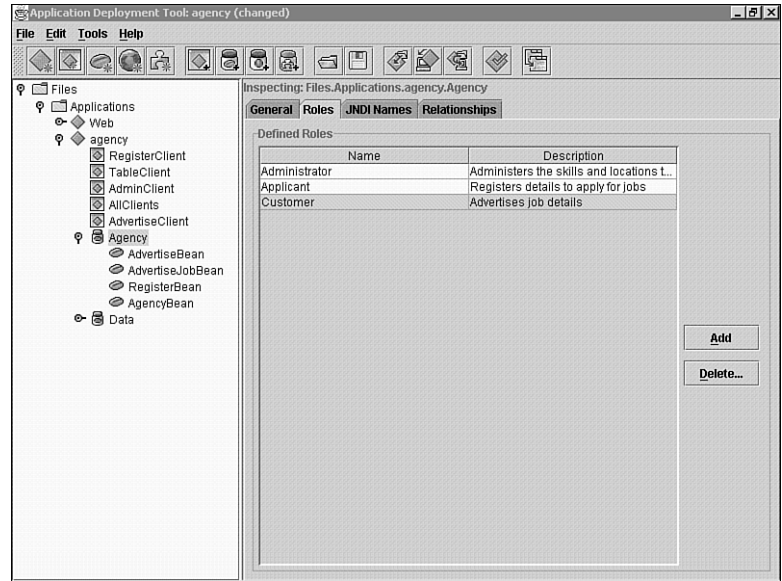 Application Deployment Tool: agency (changed)
File Edit Tools Help
Files
Applications
Web
agency
RegisterClient
TableClient
AdminClient
AllClients
AdvertiseClient
Agency
AdvertiseBean
AdvertiseJobBean
RegisterBean
AgencyBean
Data
Inspecting: Files.Applications.agency.Agency
General Roles JNDI Names Relationships
Defined Roles
Name Description
Administrator Administers the skills and locations t...
Applicant Registers details to apply for jobs
Customer Advertises job details
Add
Delete...